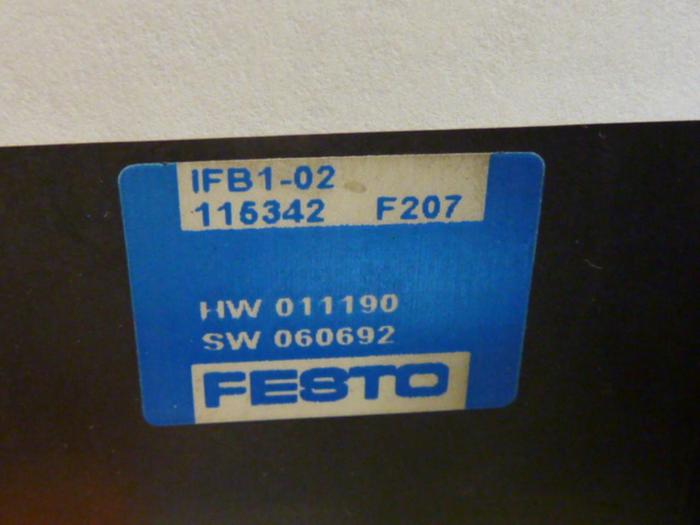 IFB1-02
115342 F207
HW 011190
SW 060692
FESTO